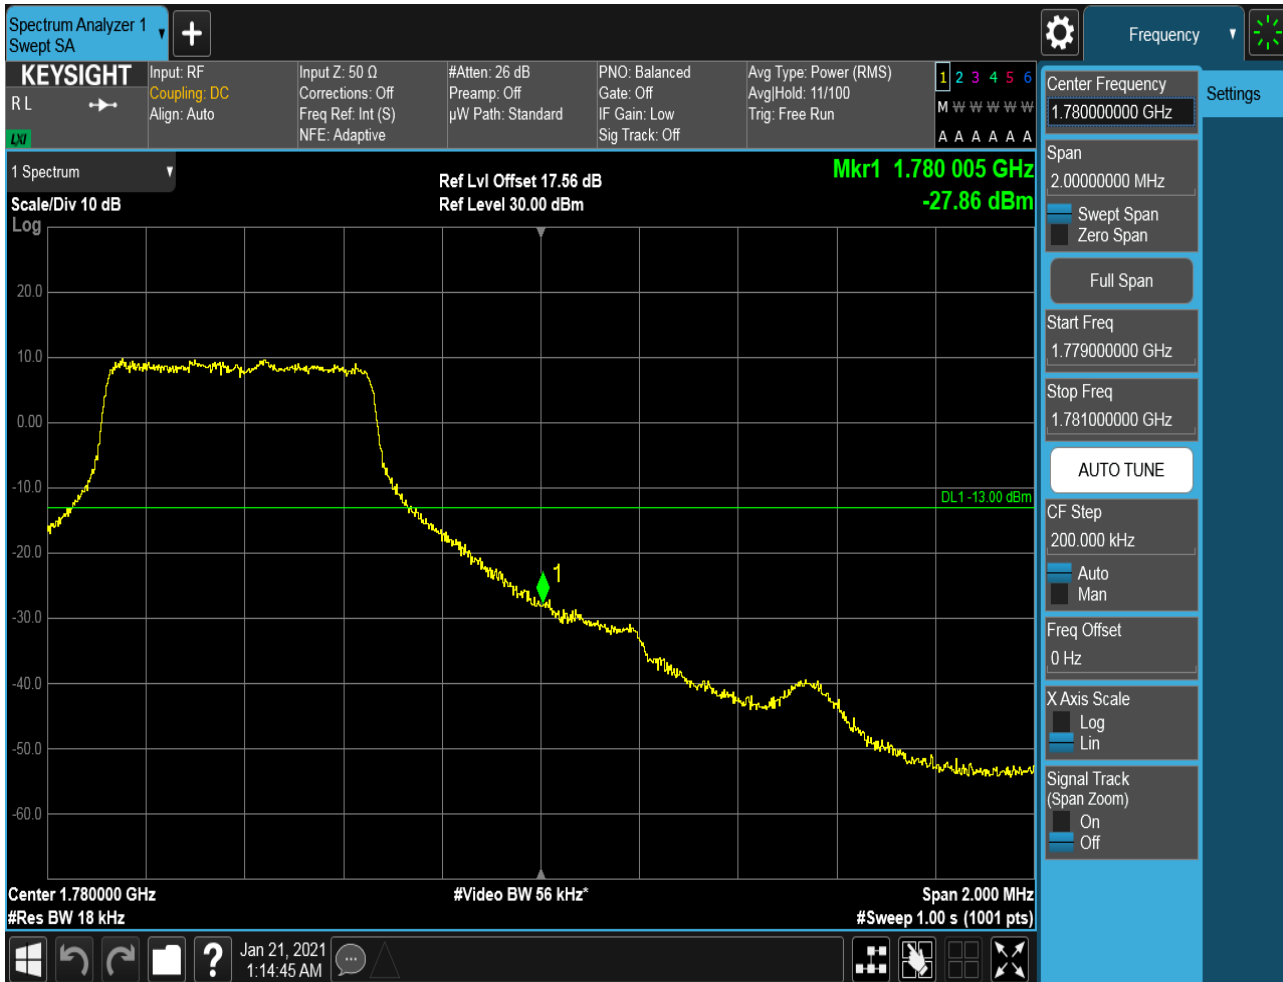 Spectrum Analyzer 1
Swept SA
+
Frequency
KEYSIGHT
R L
LXI
Input: RF
Coupling: DC
Align: Auto
Input Z: 50 Ω
Corrections: Off
Freq Ref: Int (S)
NFE: Adaptive
#Atten: 26 dB
Preamp: Off
µW Path: Standard
PNO: Balanced
Gate: Off
IF Gain: Low
Sig Track: Off
Avg Type: Power (RMS)
Avg|Hold: 11/100
Trig: Free Run
1 2 3 4 5 6
M W W W W W
A A A A A A
1 Spectrum
Scale/Div 10 dB
Log
Ref Lvl Offset 17.56 dB
Ref Level 30.00 dBm
Mkr1 1.780 005 GHz
-27.86 dBm
20.0
10.0
0.00
-10.0
-20.0
-30.0
-40.0
-50.0
-60.0
DL1 -13.00 dBm
1
Center 1.780000 GHz
#Res BW 18 kHz
#Video BW 56 kHz*
Span 2.000 MHz
#Sweep 1.00 s (1001 pts)
Center Frequency
1.780000000 GHz
Settings
Span
2.00000000 MHz
Swept Span
Zero Span
Full Span
Start Freq
1.779000000 GHz
Stop Freq
1.781000000 GHz
AUTO TUNE
CF Step
200.000 kHz
Auto
Man
Freq Offset
0 Hz
X Axis Scale
Log
Lin
Signal Track
(Span Zoom)
On
Off
?
Jan 21, 2021
1:14:45 AM